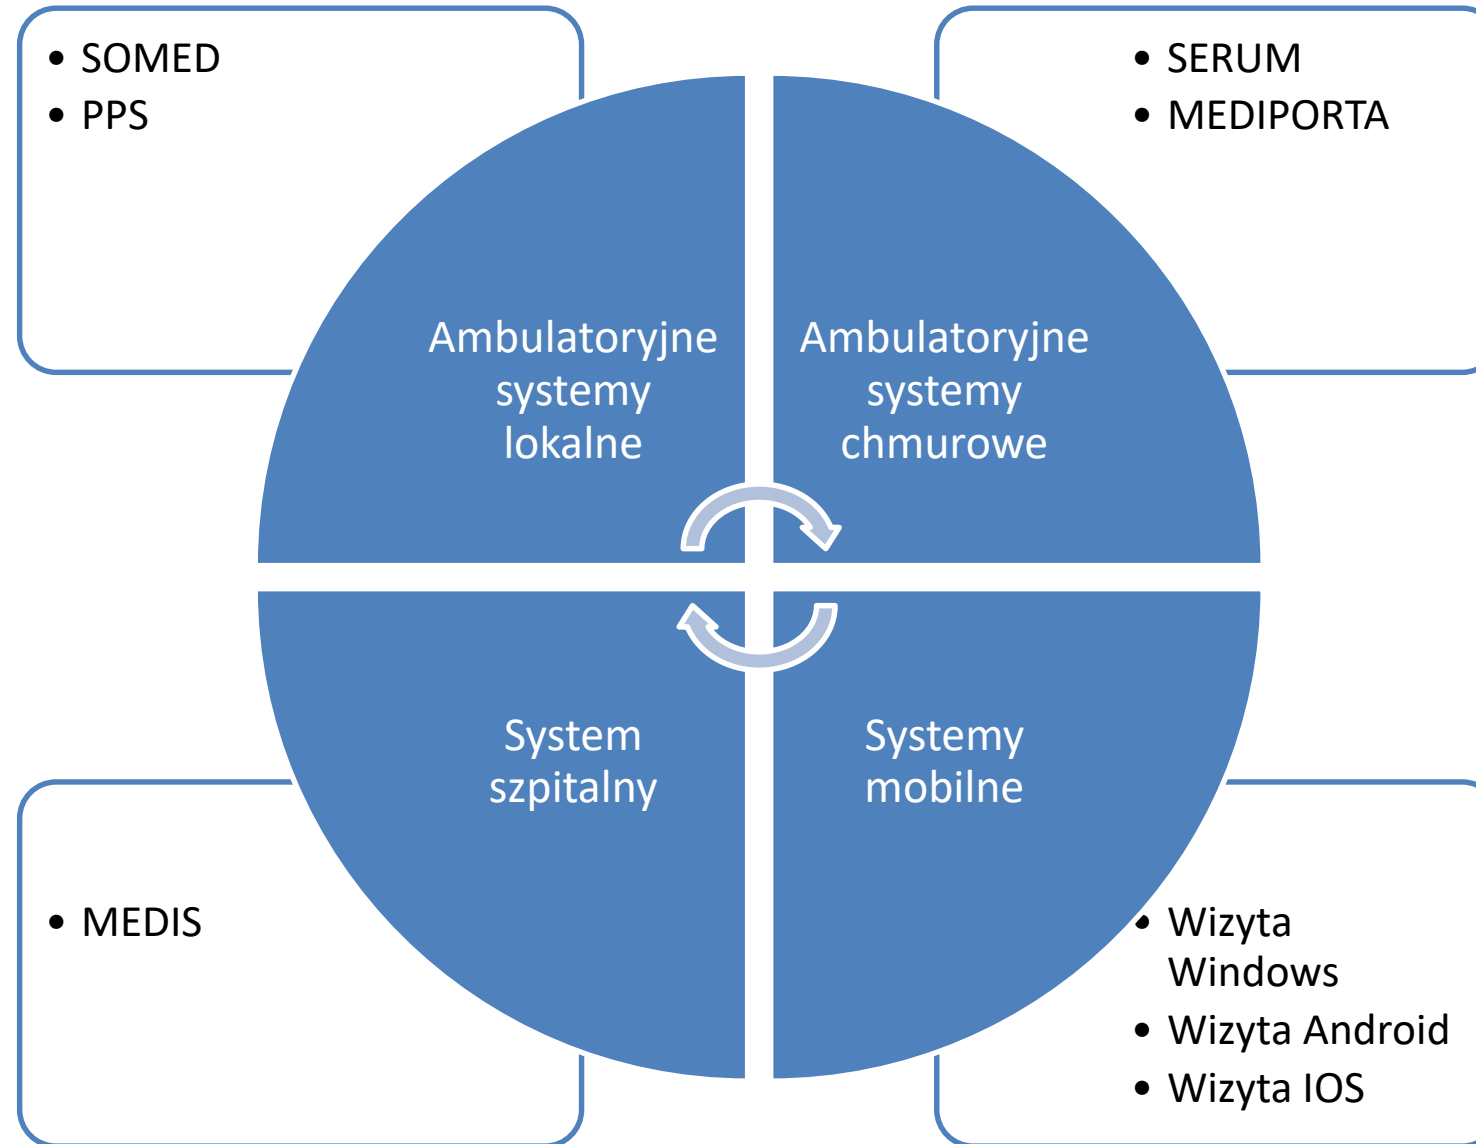 • SOMED
• PPS
• SERUM
• MEDIPORTA
Ambulatoryjne
systemy
lokalne
Ambulatoryjne
systemy
chmurowe
System
szpitalny
Systemy
mobilne
• MEDIS
• Wizyta
Windows
• Wizyta Android
• Wizyta IOS